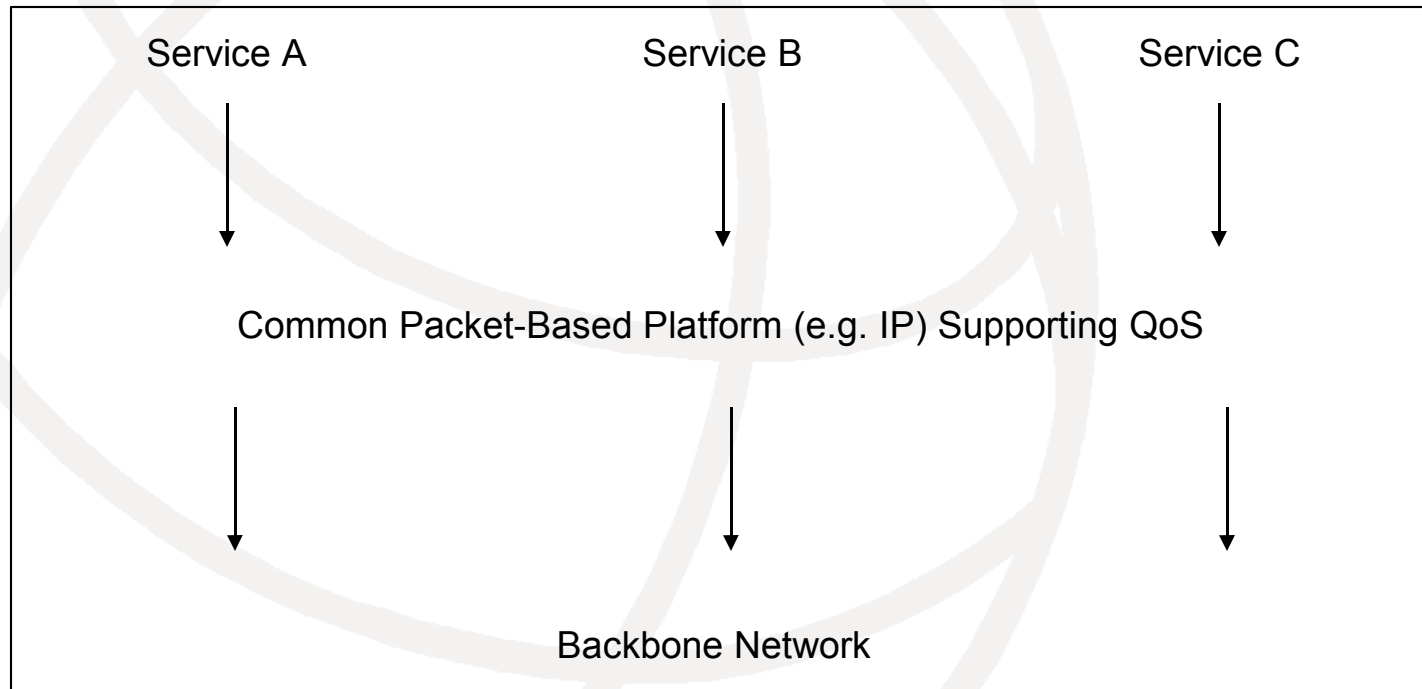 Service A Service B Service C
Common Packet-Based Platform (e.g. IP) Supporting QoS
Backbone Network